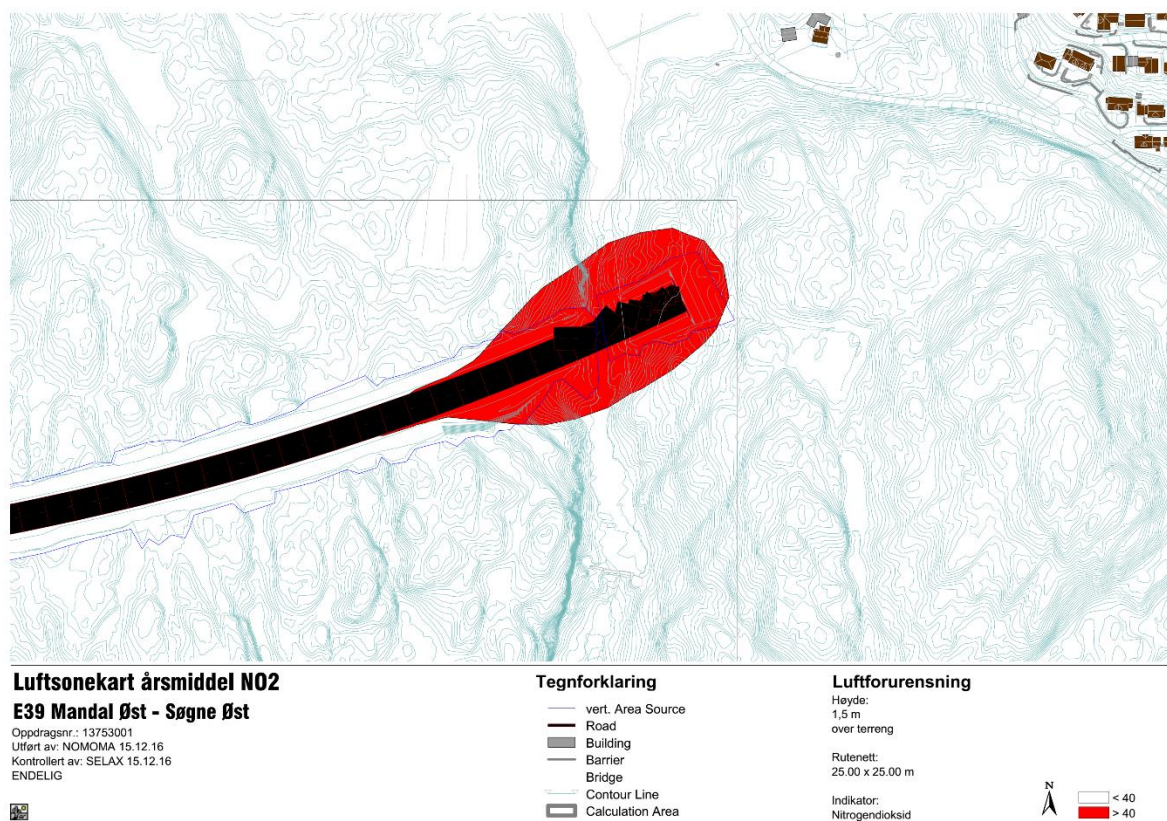 Luftsonekart årsmiddel NO2
E39 Mandal Øst - Søgne Øst
Oppdragsnr.: 13753001
Utført av: NOMOMA 15.12.16
Kontrollert av: SELAX 15.12.16
ENDELIG
Tegnforklaring
vert. Area Source
Road
Building
Barrier
Bridge
Contour Line
Calculation Area
Luftforurensning
Høyde:
1,5 m
over terreng
Rutenett:
25.00 x 25.00 m
Indikator:
Nitrogendioksid
N
< 40
> 40